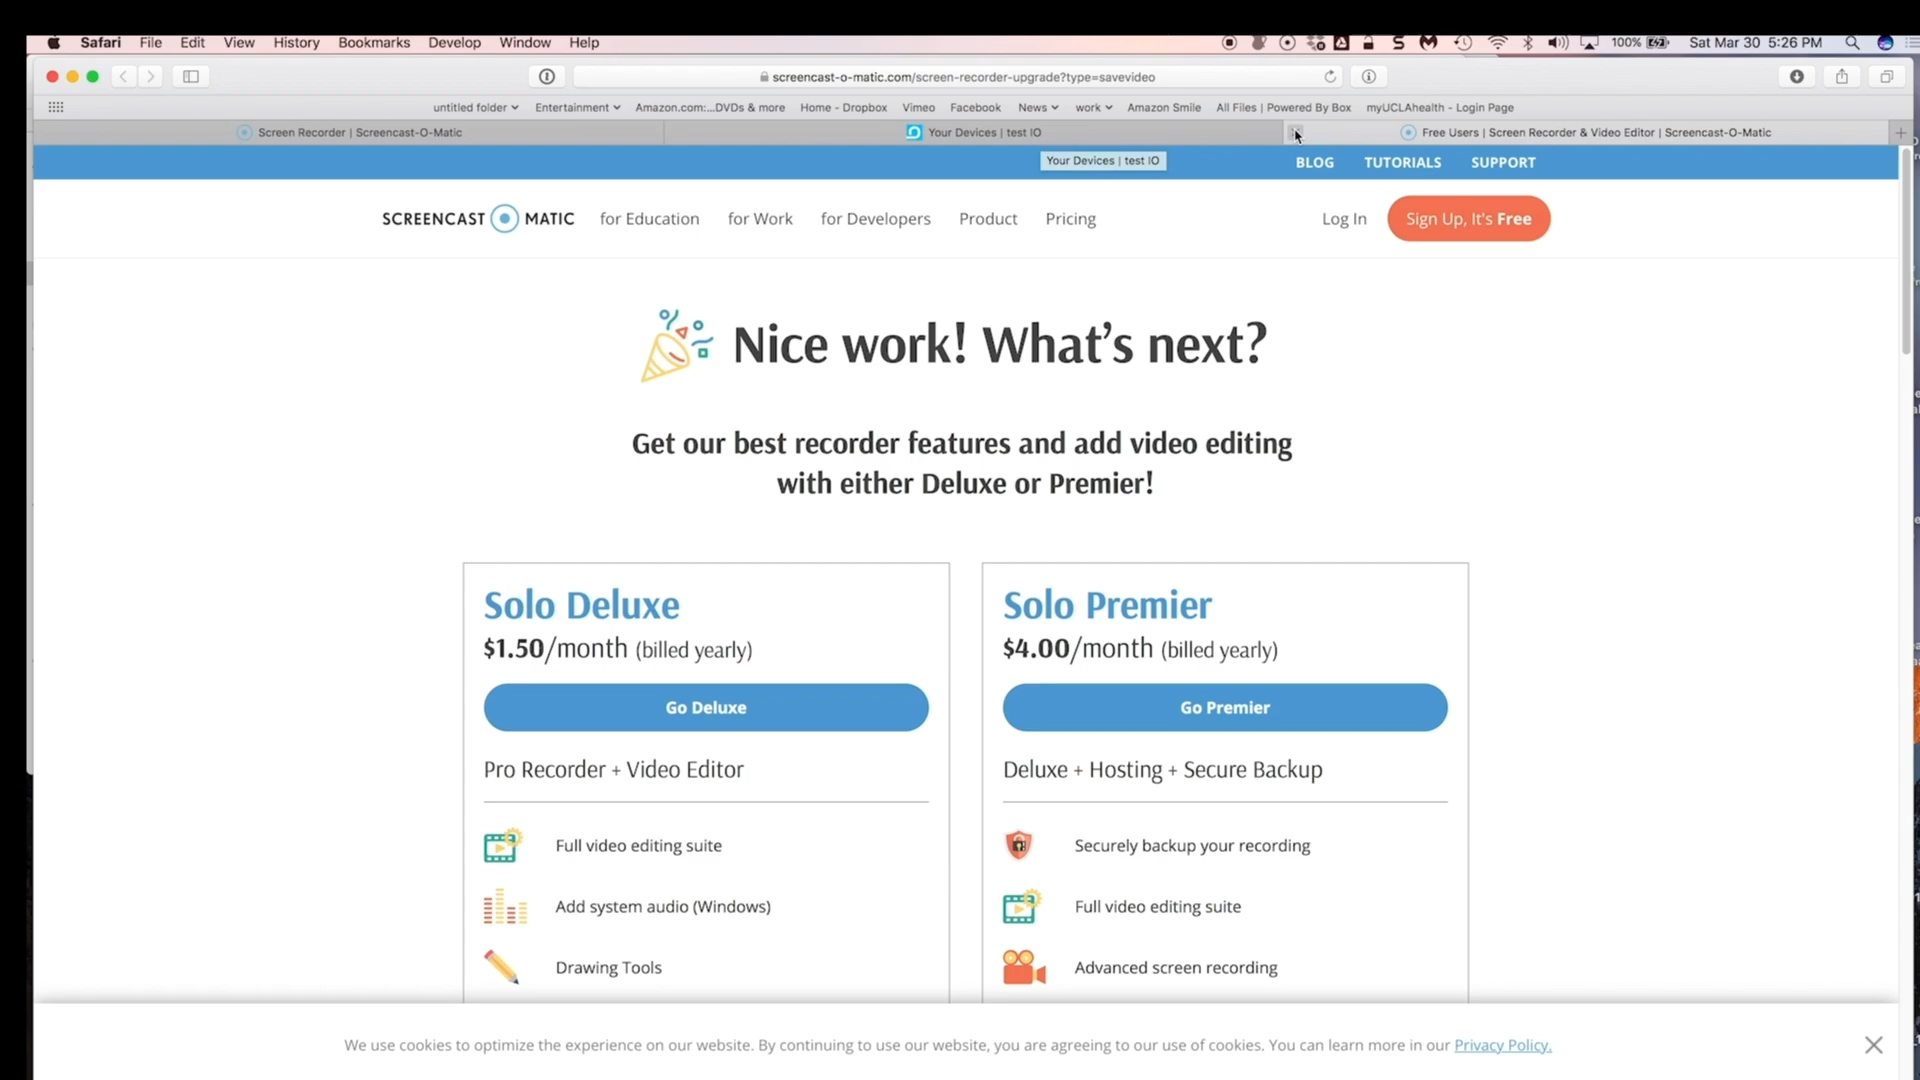 Safari File Edit View History Bookmarks Develop Window Help 100% Sat Mar 30 5:26 PM
screencast-o-matic.com/screen-recorder-upgrade?type=savevideo
untitled folder Entertainment Amazon.com:...DVDs & more Home - Dropbox Vimeo Facebook News work Amazon Smile All Files | Powered By Box myUCLAhealth - Login Page
Screen Recorder | Screencast-O-Matic Your Devices | test IO Free Users | Screen Recorder & Video Editor | Screencast-O-Matic
Your Devices | test IO
BLOG TUTORIALS SUPPORT
SCREENCAST MATIC for Education for Work for Developers Product Pricing Log In Sign Up, It's Free
Nice work! What's next?
Get our best recorder features and add video editing
with either Deluxe or Premier!
Solo Deluxe
$1.50/month (billed yearly)
Go Deluxe
Pro Recorder + Video Editor
Full video editing suite
Add system audio (Windows)
Drawing Tools
Solo Premier
$4.00/month (billed yearly)
Go Premier
Deluxe + Hosting + Secure Backup
Securely backup your recording
Full video editing suite
Advanced screen recording
We use cookies to optimize the experience on our website. By continuing to use our website, you are agreeing to our use of cookies. You can learn more in our Privacy Policy.